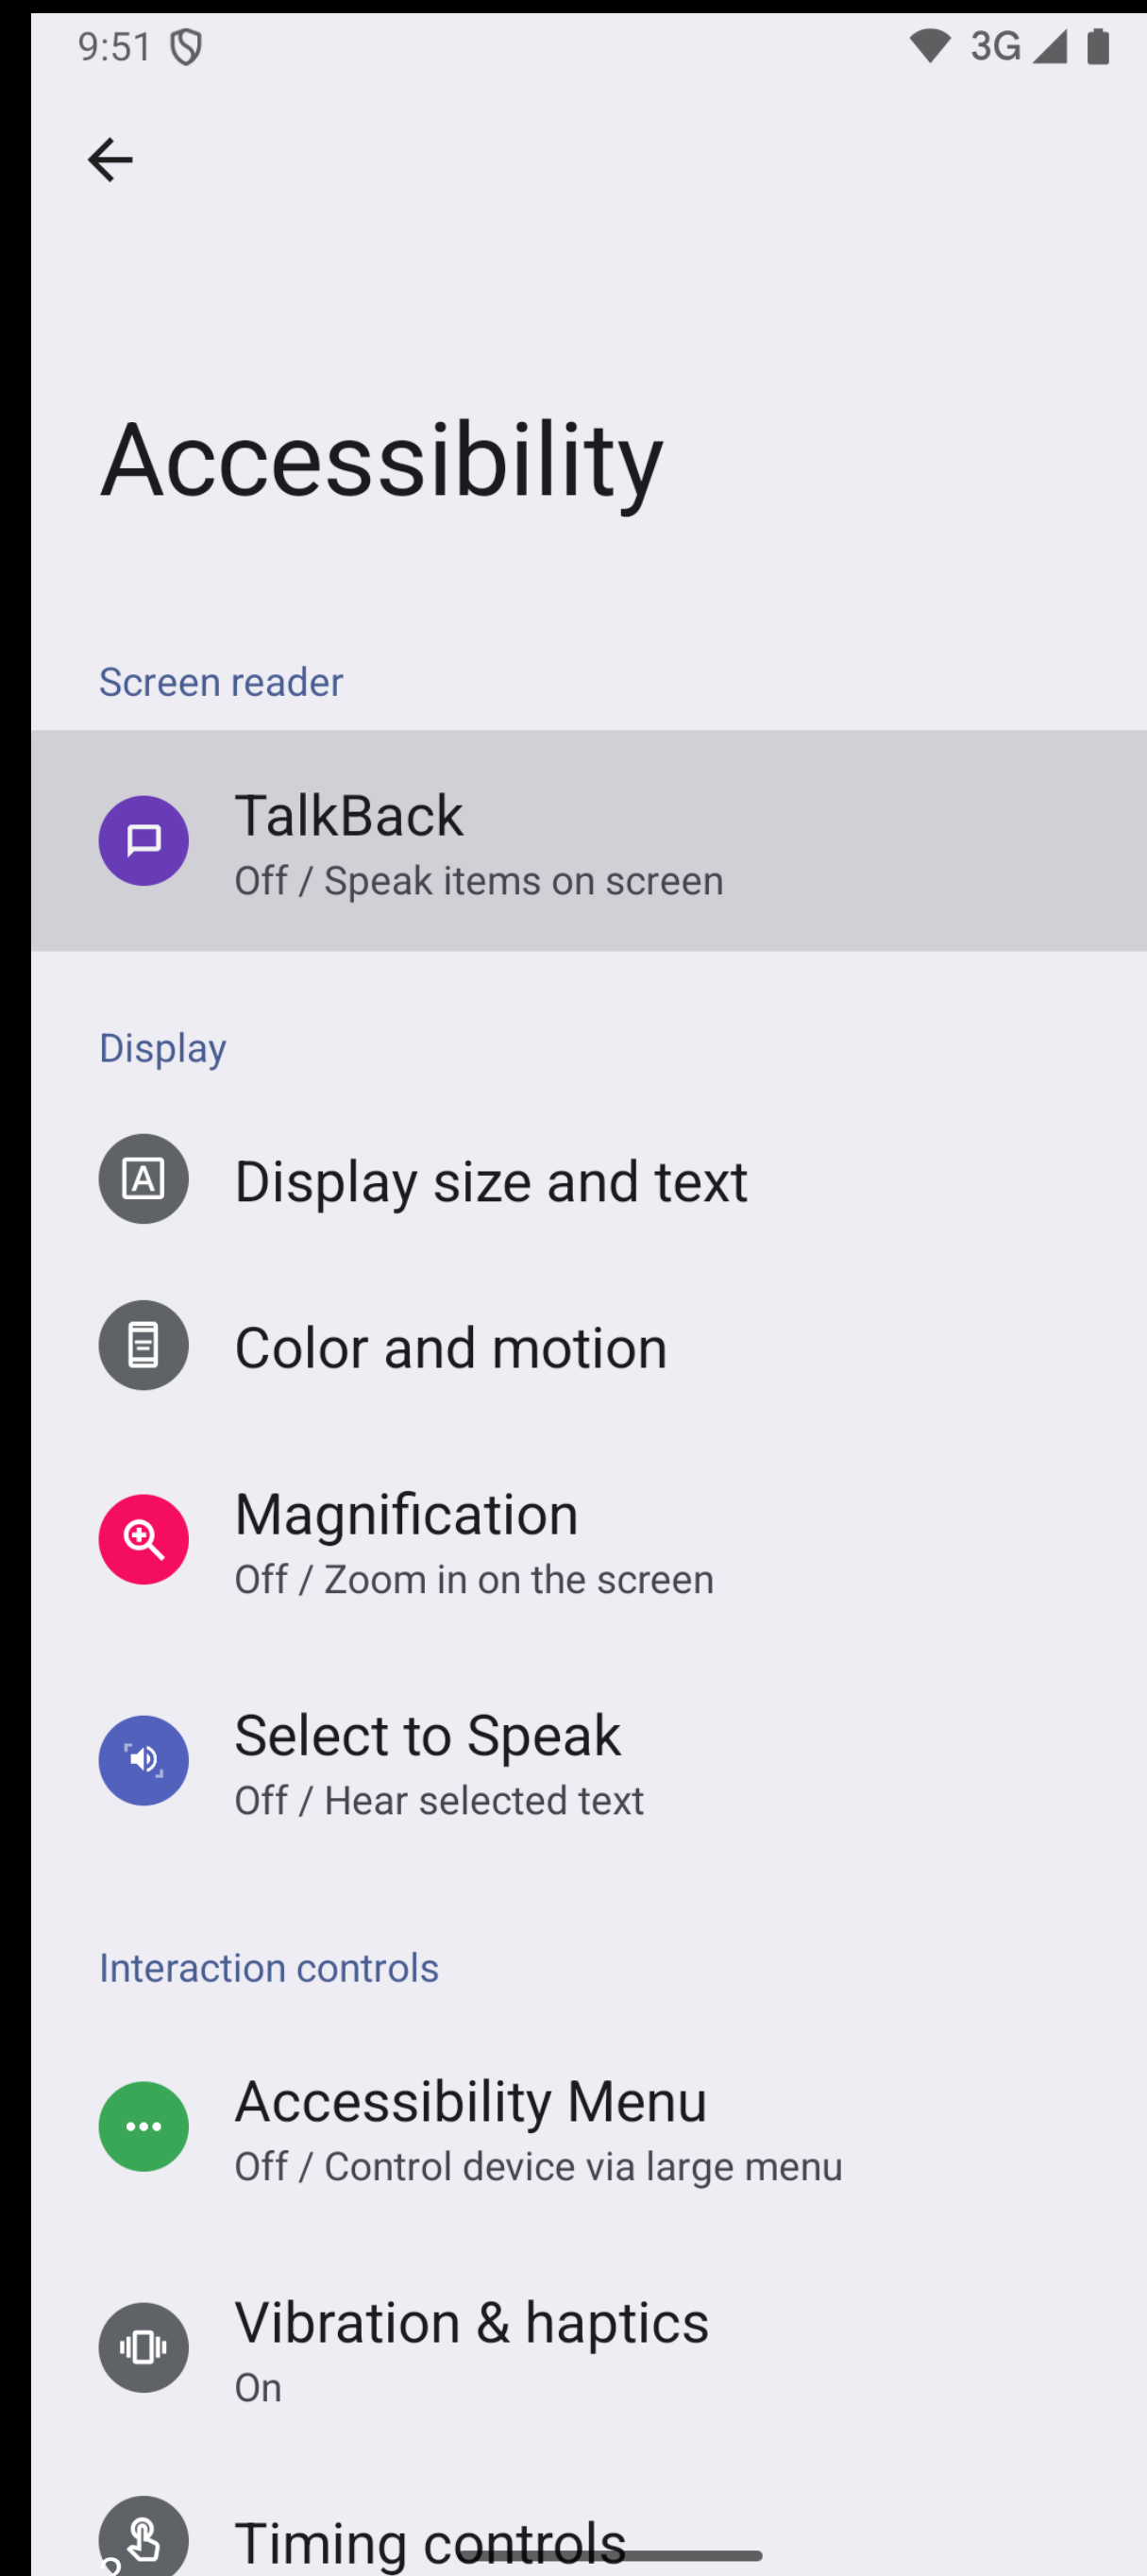 9:51
3G
Accessibility
Screen reader
TalkBack
Off / Speak items on screen
Display
A
Display size and text
Color and motion
Magnification
Off / Zoom in on the screen
Select to Speak
Off / Hear selected text
Interaction controls
Accessibility Menu
Off / Control device via large menu
Vibration & haptics
On
Timing controls